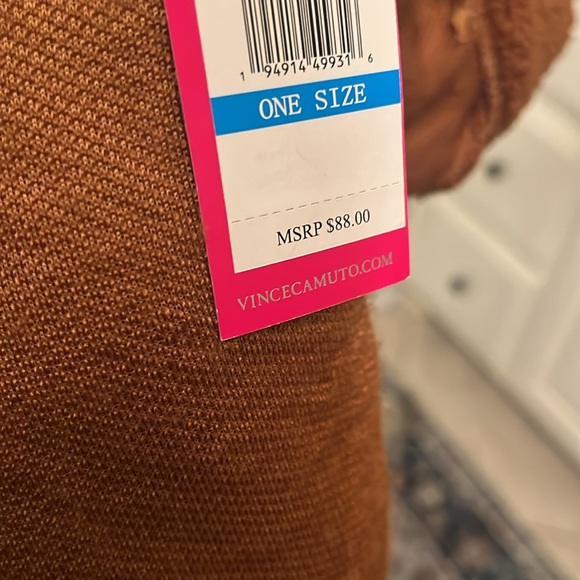 1 94914 49931 6
ONE SIZE
MSRP $88.00
VINCECAMUTO.COM